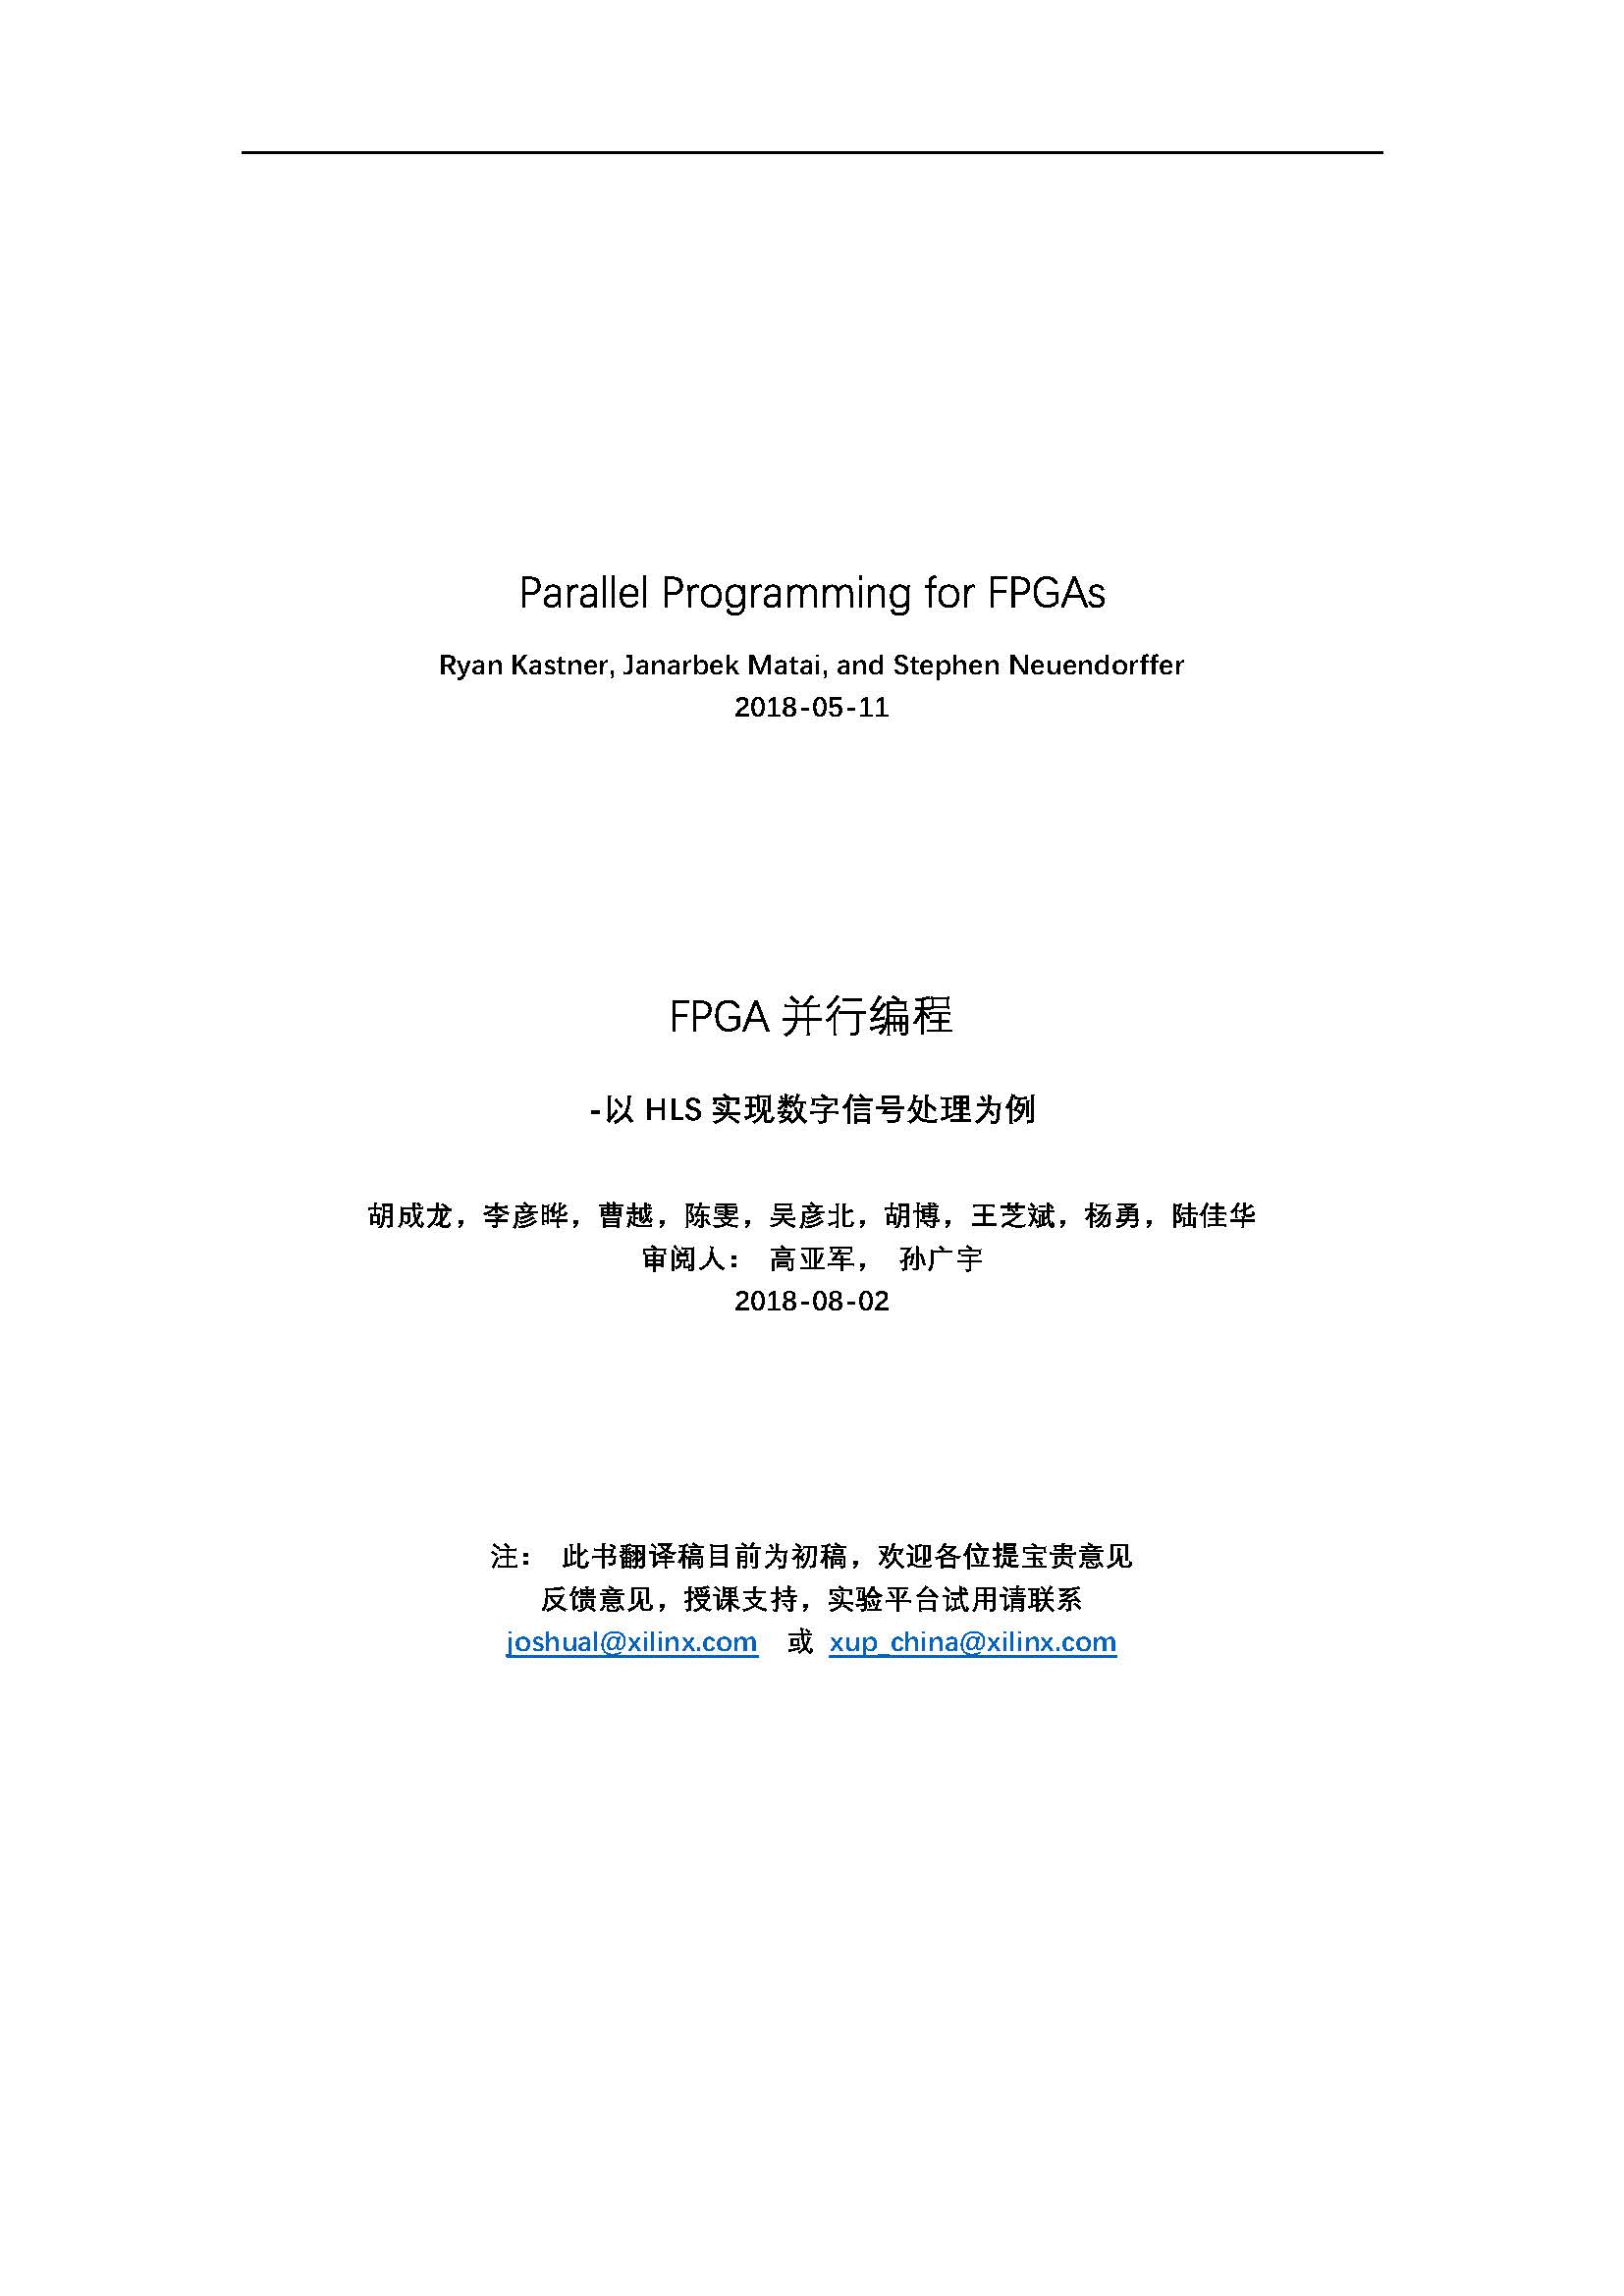 Parallel Programming for FPGAs
Ryan Kastner, Janarbek Matai, and Stephen Neuendorffer
2018-05-11
FPGA 并行编程
-以 HLS 实现数字信号处理为例
胡成龙，李彦晔，曹越，陈雯，吴彦北，胡博，王芝斌，杨勇，陆佳华
审阅人： 高亚军， 孙广宇
2018-08-02
注： 此书翻译稿目前为初稿，欢迎各位提宝贵意见
反馈意见，授课支持，实验平台试用请联系
joshual@xilinx.com 或 xup_china@xilinx.com